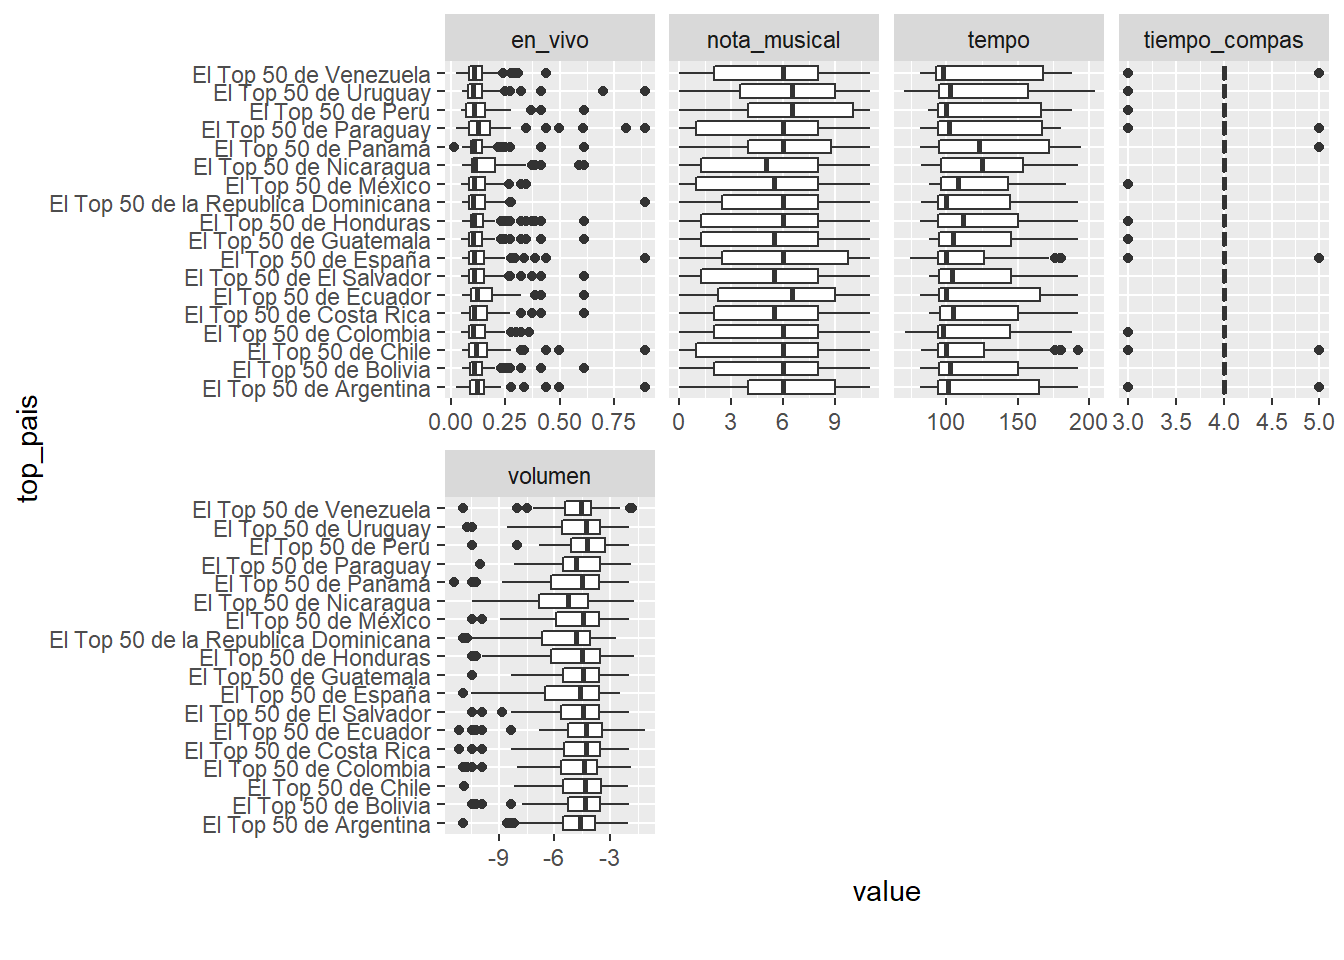 en_vivo nota_musical tempo tiempo_compas
El Top 50 de Venezuela
El Top 50 de Uruguay
El Top 50 de Perú
El Top 50 de Paraguay
El Top 50 de Panamá
El Top 50 de Nicaragua
El Top 50 de México
El Top 50 de la Republica Dominicana
El Top 50 de Honduras
El Top 50 de Guatemala
El Top 50 de España
El Top 50 de El Salvador
El Top 50 de Ecuador
El Top 50 de Costa Rica
El Top 50 de Colombia
El Top 50 de Chile
El Top 50 de Bolivia
El Top 50 de Argentina
0.00 0.25 0.50 0.75 0 3 6 9 100 150 200 3.0 3.5 4.0 4.5 5.0
top_pais
volumen
El Top 50 de Venezuela
El Top 50 de Uruguay
El Top 50 de Perú
El Top 50 de Paraguay
El Top 50 de Panamá
El Top 50 de Nicaragua
El Top 50 de México
El Top 50 de la Republica Dominicana
El Top 50 de Honduras
El Top 50 de Guatemala
El Top 50 de España
El Top 50 de El Salvador
El Top 50 de Ecuador
El Top 50 de Costa Rica
El Top 50 de Colombia
El Top 50 de Chile
El Top 50 de Bolivia
El Top 50 de Argentina
-9 -6 -3
value